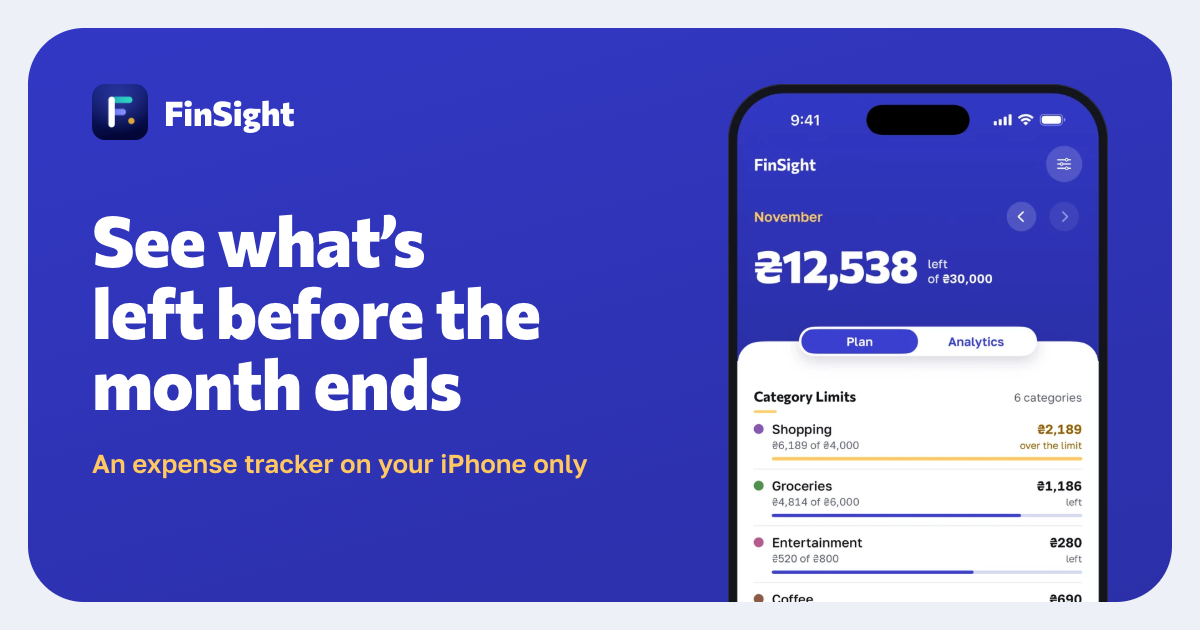 FinSight
See what’s
left before the
month ends
An expense tracker on your iPhone only
9:41
FinSight
November
₴12,538 left
of ₴30,000
Plan Analytics
Category Limits 6 categories
Shopping ₴2,189
₴6,189 of ₴4,000 over the limit
Groceries ₴1,186
₴4,814 of ₴6,000 left
Entertainment ₴280
₴520 of ₴800 left
Coffee ₴690